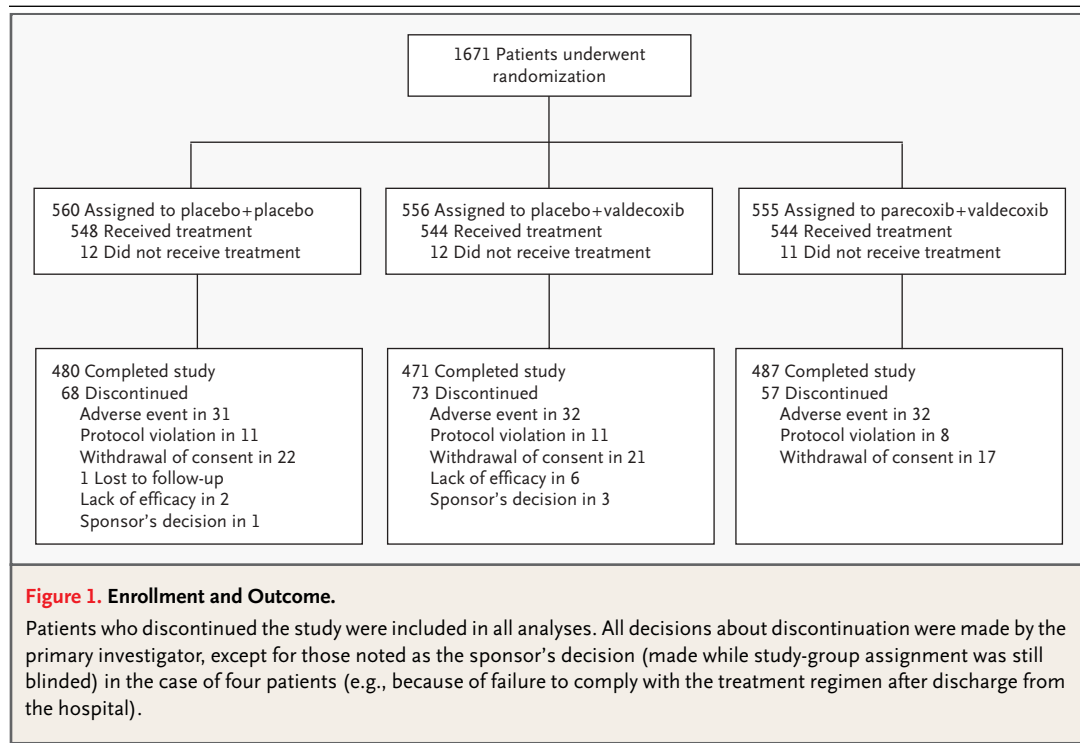 1671 Patients underwent
randomization
560 Assigned to placebo+placebo
548 Received treatment
12 Did not receive treatment
556 Assigned to placebo+valdecoxib
544 Received treatment
12 Did not receive treatment
555 Assigned to parecoxib+valdecoxib
544 Received treatment
11 Did not receive treatment
480 Completed study
68 Discontinued
Adverse event in 31
Protocol violation in 11
Withdrawal of consent in 22
1 Lost to follow-up
Lack of efficacy in 2
Sponsor's decision in 1
471 Completed study
73 Discontinued
Adverse event in 32
Protocol violation in 11
Withdrawal of consent in 21
Lack of efficacy in 6
Sponsor's decision in 3
487 Completed study
57 Discontinued
Adverse event in 32
Protocol violation in 8
Withdrawal of consent in 17
Figure 1. Enrollment and Outcome.
Patients who discontinued the study were included in all analyses. All decisions about discontinuation were made by the
primary investigator, except for those noted as the sponsor's decision (made while study-group assignment was still
blinded) in the case of four patients (e.g., because of failure to comply with the treatment regimen after discharge from
the hospital).